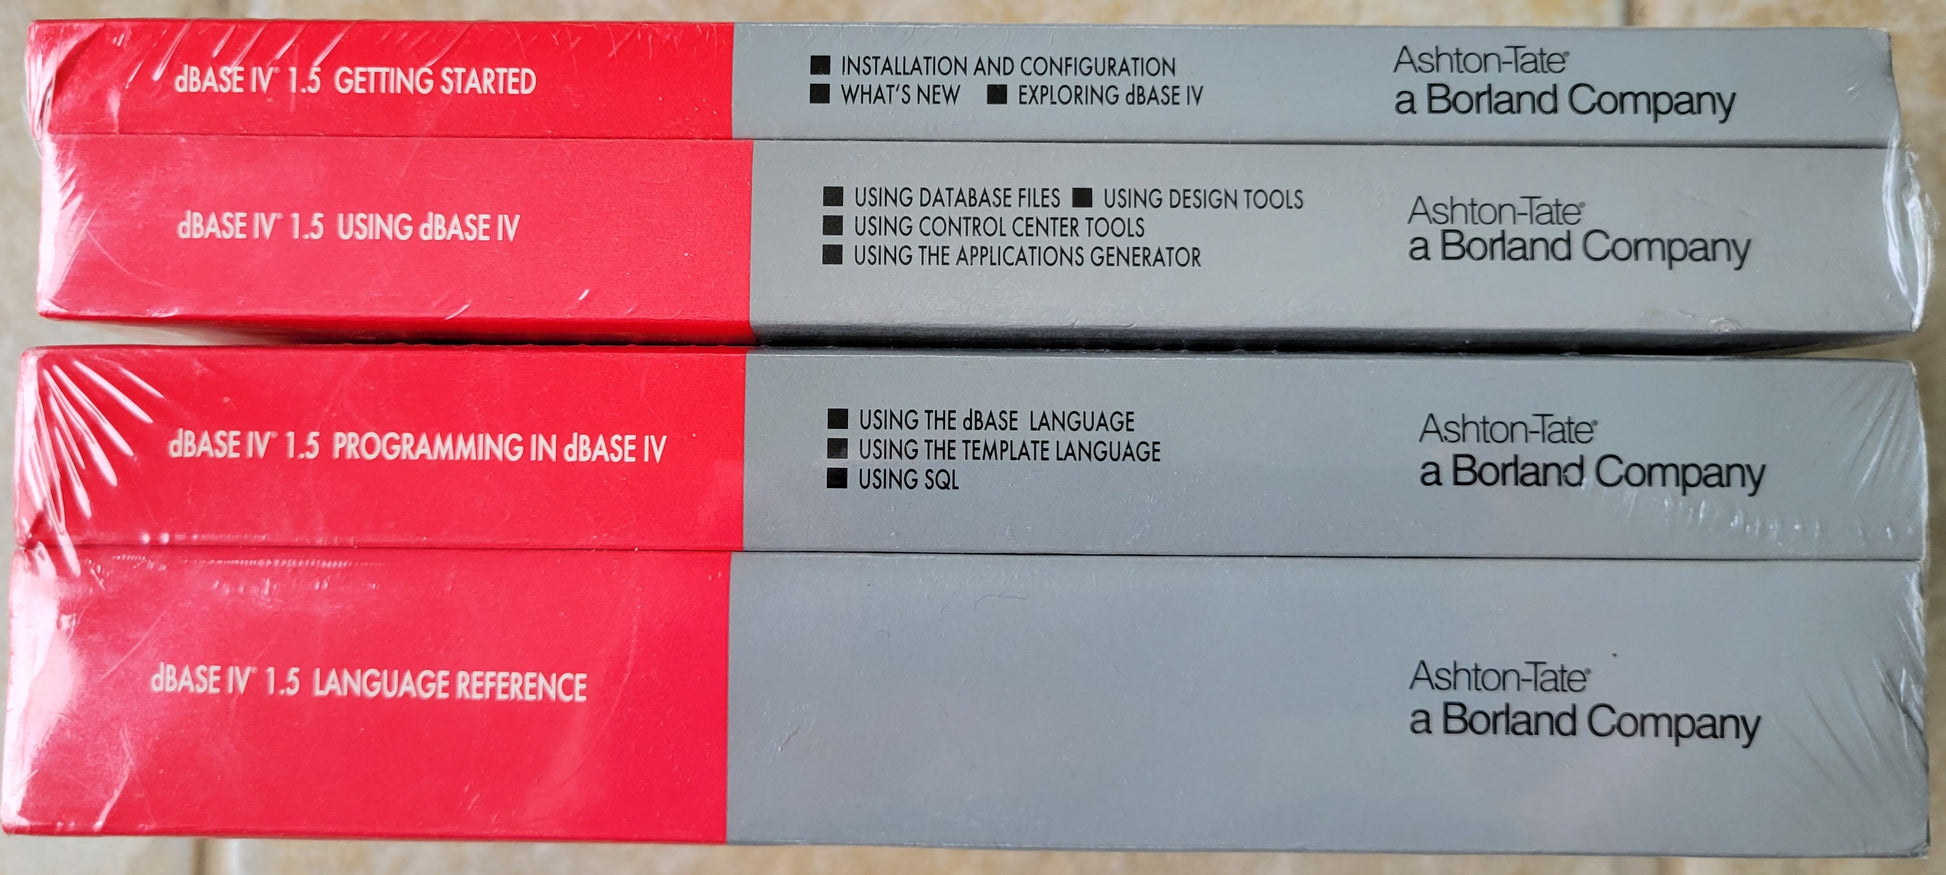 dBASE IV® 1.5 GETTING STARTED
■ INSTALLATION AND CONFIGURATION
■ WHAT'S NEW ■ EXPLORING dBASE IV
Ashton-Tate®
a Borland Company
dBASE IV® 1.5 USING dBASE IV
■ USING DATABASE FILES ■ USING DESIGN TOOLS
■ USING CONTROL CENTER TOOLS
■ USING THE APPLICATIONS GENERATOR
Ashton-Tate®
a Borland Company
dBASE IV® 1.5 PROGRAMMING IN dBASE IV
■ USING THE dBASE LANGUAGE
■ USING THE TEMPLATE LANGUAGE
■ USING SQL
Ashton-Tate®
a Borland Company
dBASE IV® 1.5 LANGUAGE REFERENCE
Ashton-Tate®
a Borland Company